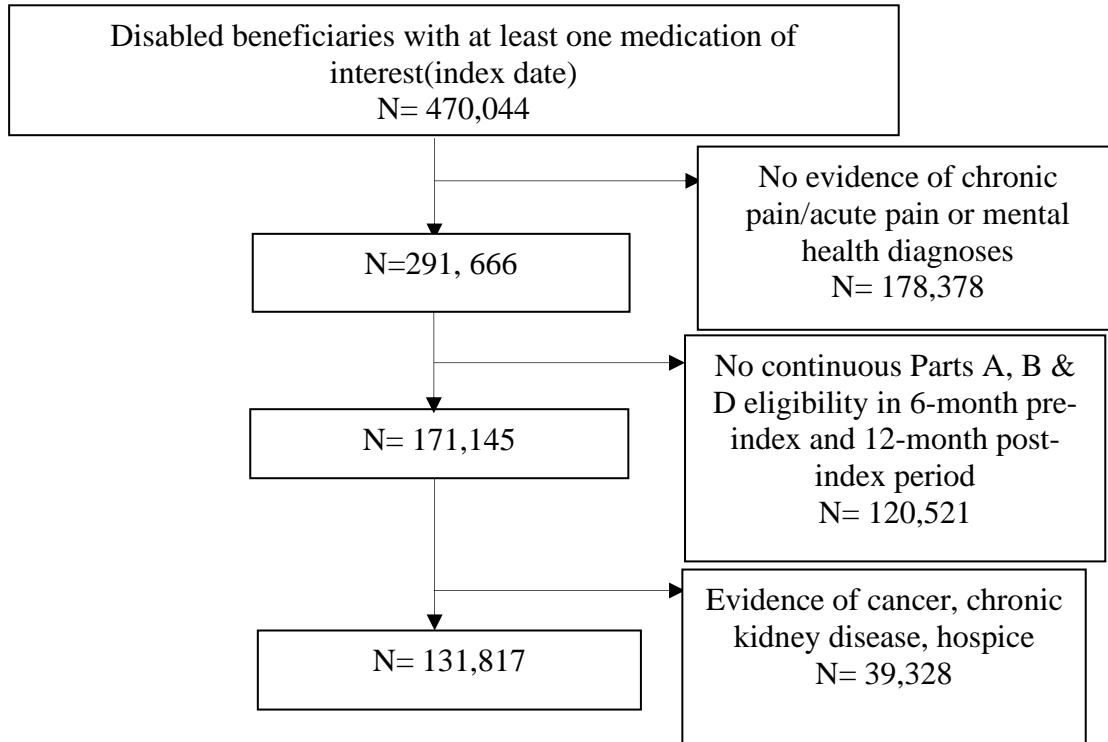 Disabled beneficiaries with at least one medication of
interest(index date)
N= 470,044
No evidence of chronic
pain/acute pain or mental
health diagnoses
N= 178,378
N=291, 666
No continuous Parts A, B &
D eligibility in 6-month pre-
index and 12-month post-
index period
N= 120,521
N= 171,145
Evidence of cancer, chronic
kidney disease, hospice
N= 39,328
N= 131,817